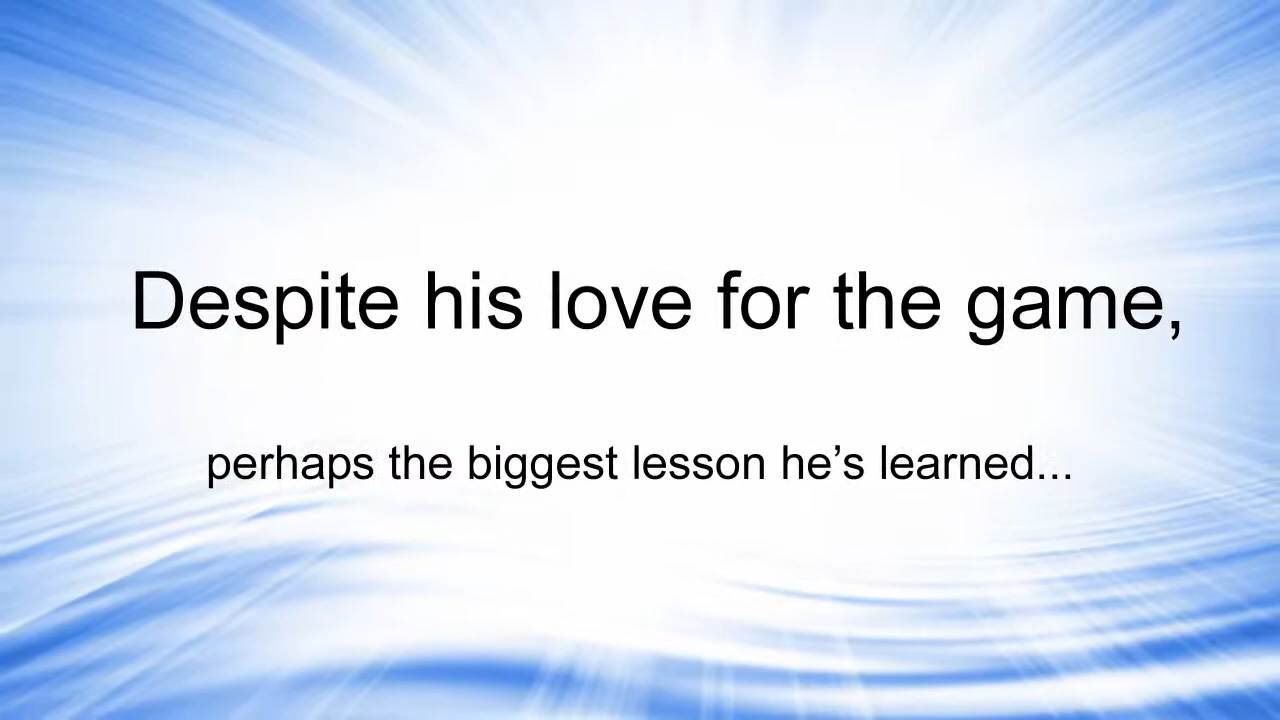 Despite his love for the game,
perhaps the biggest lesson he’s learned...